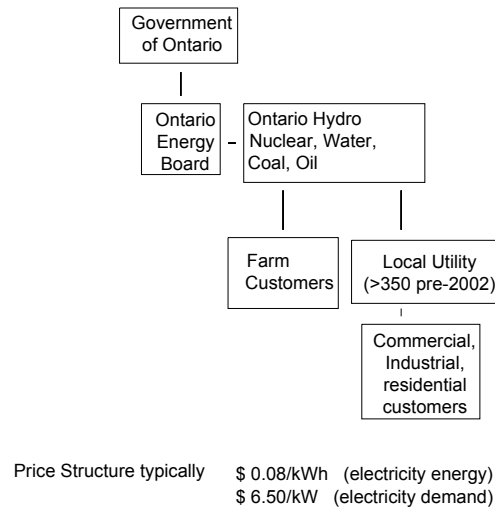 Government
of Ontario
Ontario
Energy
Board
Ontario Hydro
Nuclear, Water,
Coal, Oil
Farm
Customers
Local Utility
(>350 pre-2002)
Commercial,
Industrial,
residential
customers
Price Structure typically $ 0.08/kWh (electricity energy)
$ 6.50/kW (electricity demand)